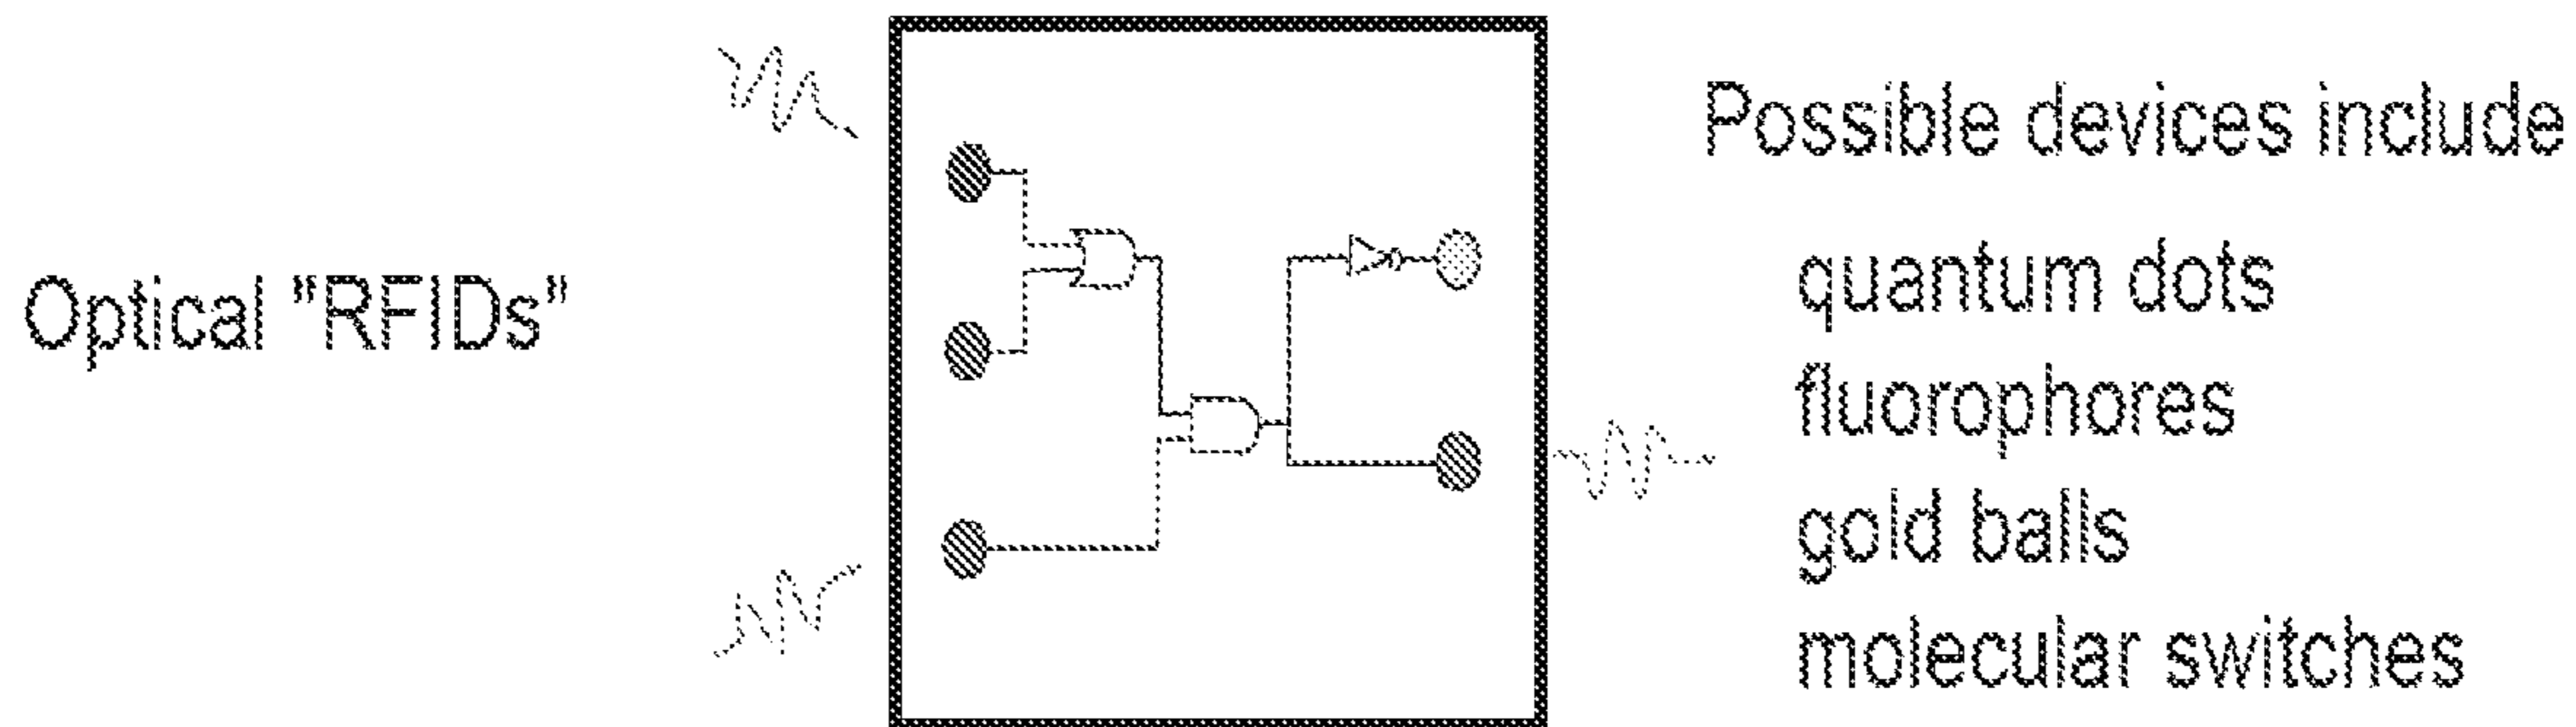 Optical "RFIDs"
Possible devices include
quantum dots
fluorophores
gold balls
molecular switches